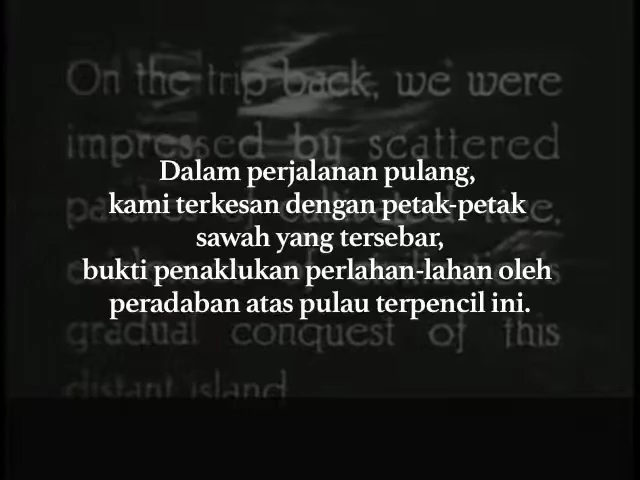 On the trip back, we were
impressed by scattered
Dalam perjalanan pulang,
kami terkesan dengan petak-petak
sawah yang tersebar,
bukti penaklukan perlahan-lahan oleh
peradaban atas pulau terpencil ini.
gradual conquest of this
distant island